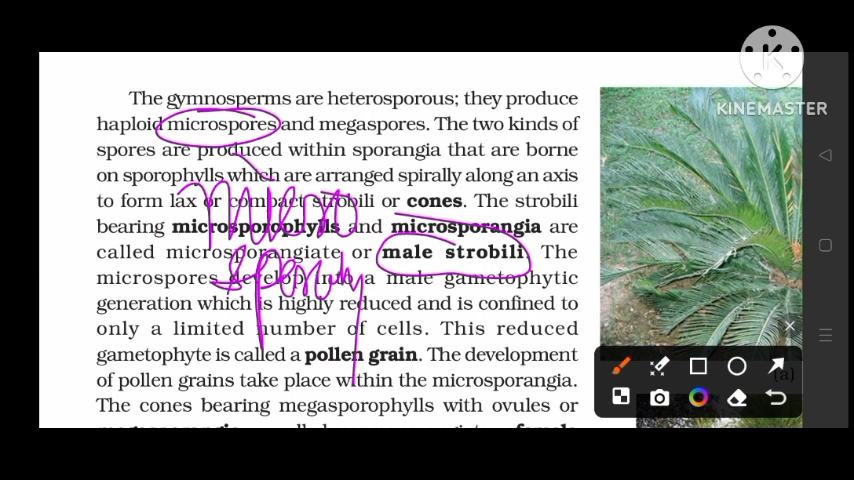 KINEMASTER
The gymnosperms are heterosporous; they produce
haploid microspores and megaspores. The two kinds of
spores are produced within sporangia that are borne
on sporophylls which are arranged spirally along an axis
to form lax or compact strobili or cones. The strobili
bearing microsporophylls and microsporangia are
called microsporangiate or male strobili. The
microspores develop into a male gametophytic
generation which is highly reduced and is confined to
only a limited number of cells. This reduced
gametophyte is called a pollen grain. The development
of pollen grains take place within the microsporangia.
The cones bearing megasporophylls with ovules or
micro
(a)